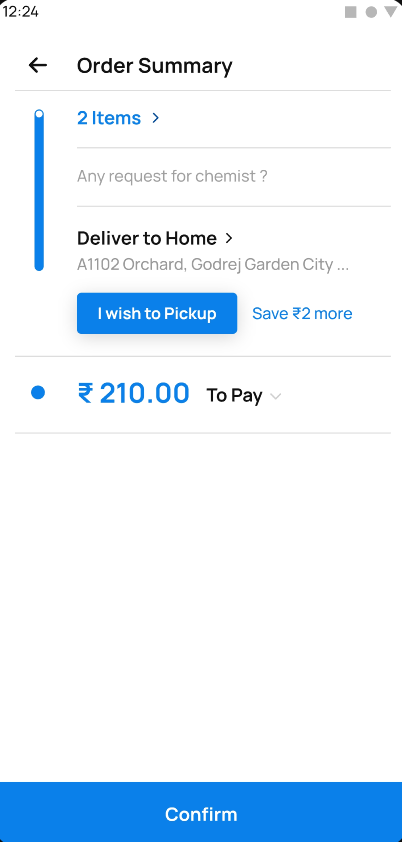 12:24
Order Summary
2 Items
Any request for chemist ?
Deliver to Home
A1102 Orchard, Godrej Garden City ...
I wish to Pickup Save ₹2 more
₹ 210.00 To Pay
Confirm